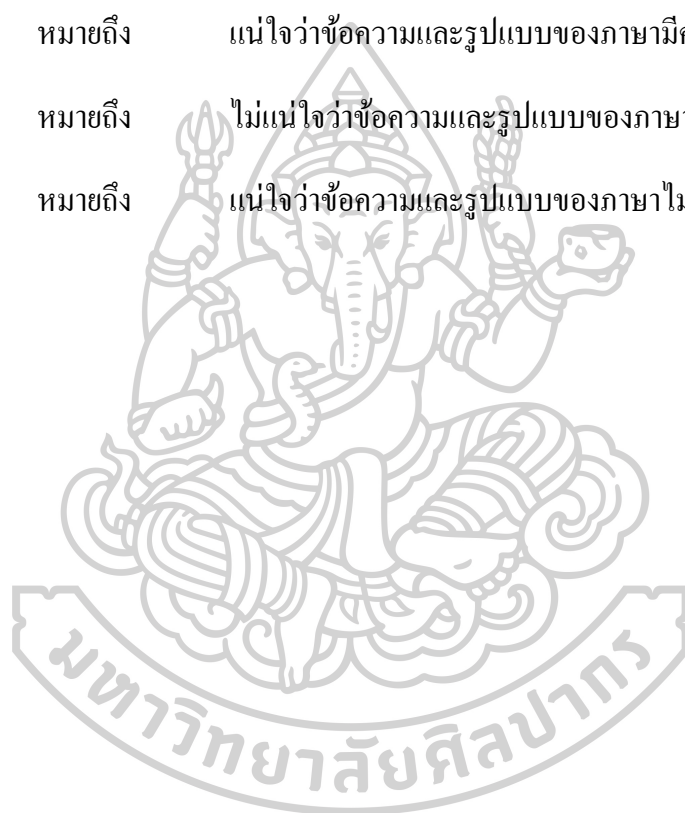 หมายถึง แน่ใจว่าข้อความและรูปแบบของภาษามี
หมายถึง ไม่แน่ใจว่าข้อความและรูปแบบของภาษา
หมายถึง แน่ใจว่าข้อความและรูปแบบของภาษา
มหาวิทยาลัยศิลปากร